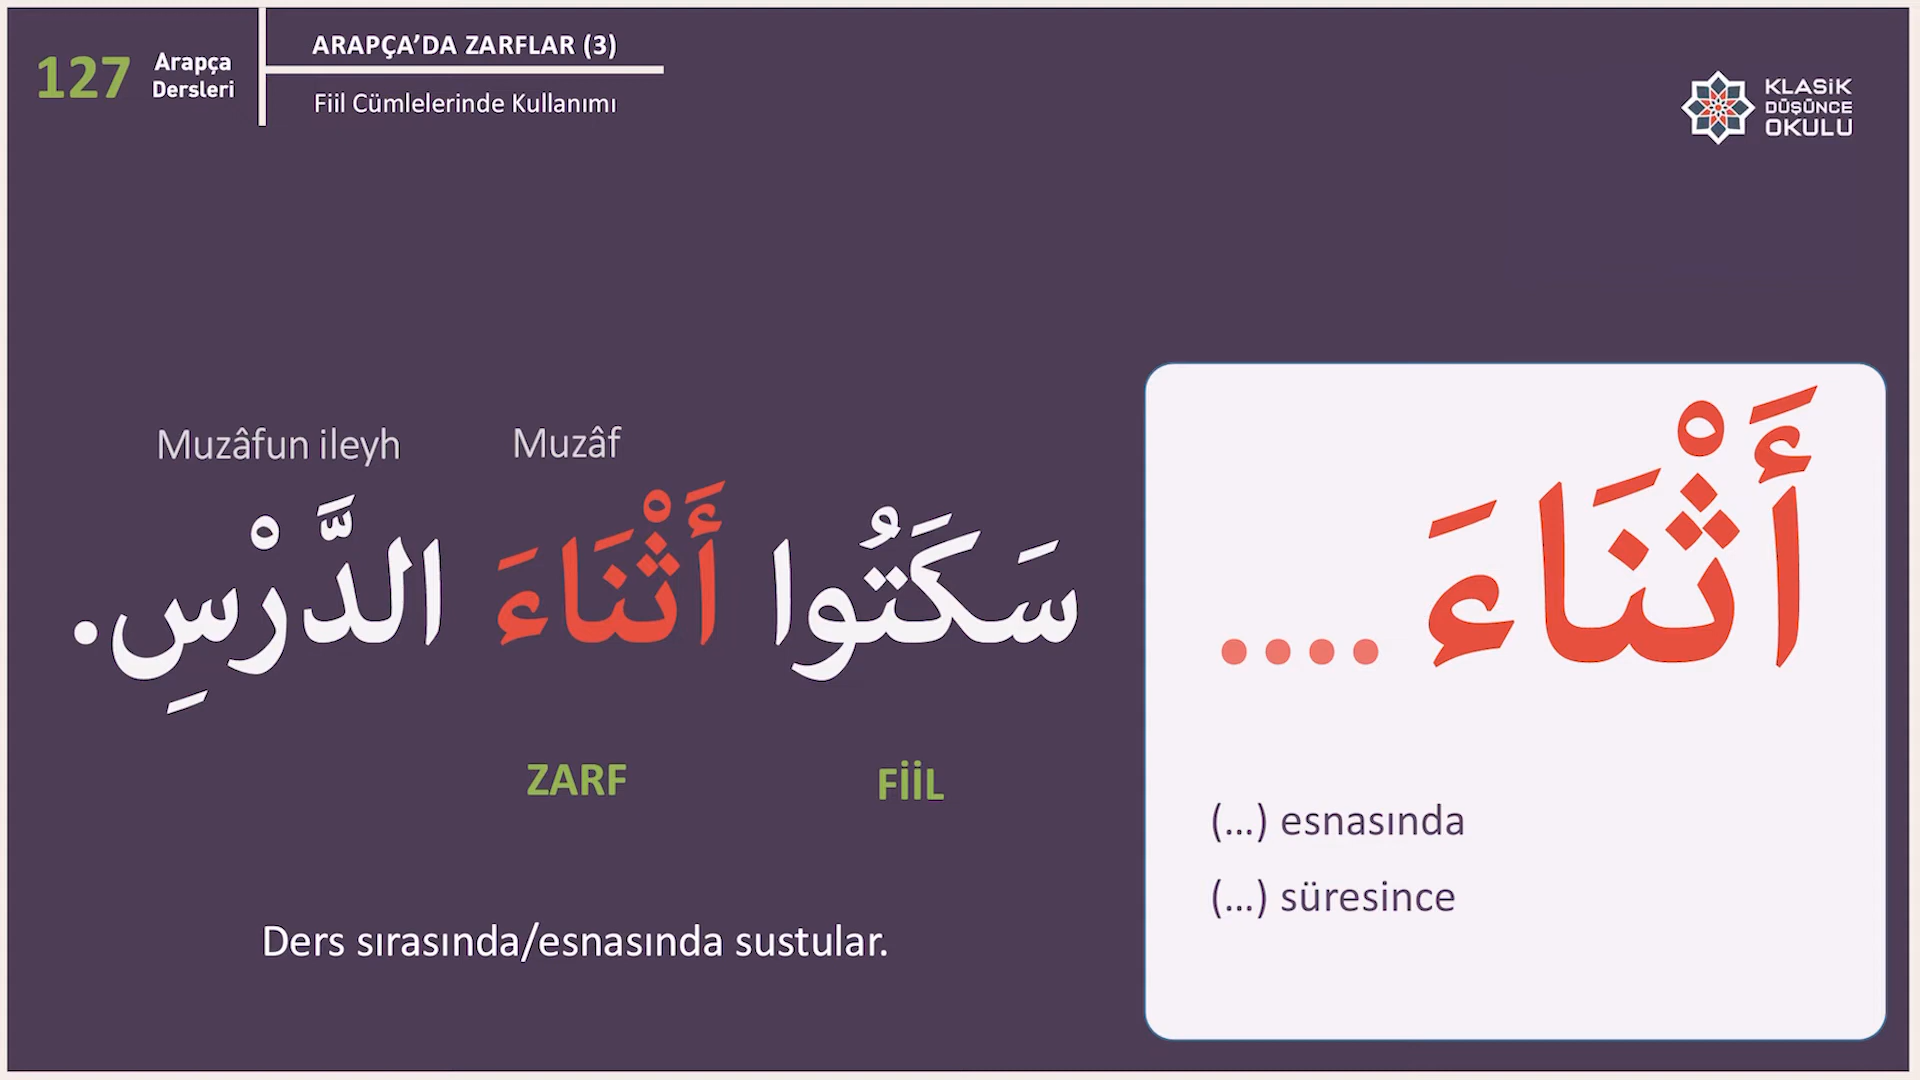 127
Arapça
Dersleri
ARAPÇA’DA ZARFLAR (3)
Fiil Cümlelerinde Kullanımı
KLASİK
DÜŞÜNCE
OKULU
Muzâf
Muzâfun ileyh
سَكَتُوا أَثْنَاءَ الدَّرْسِ.
FİİL
ZARF
Ders sırasında/esnasında sustular.
أَثْنَاءَ ....
(...) esnasında
(...) süresince